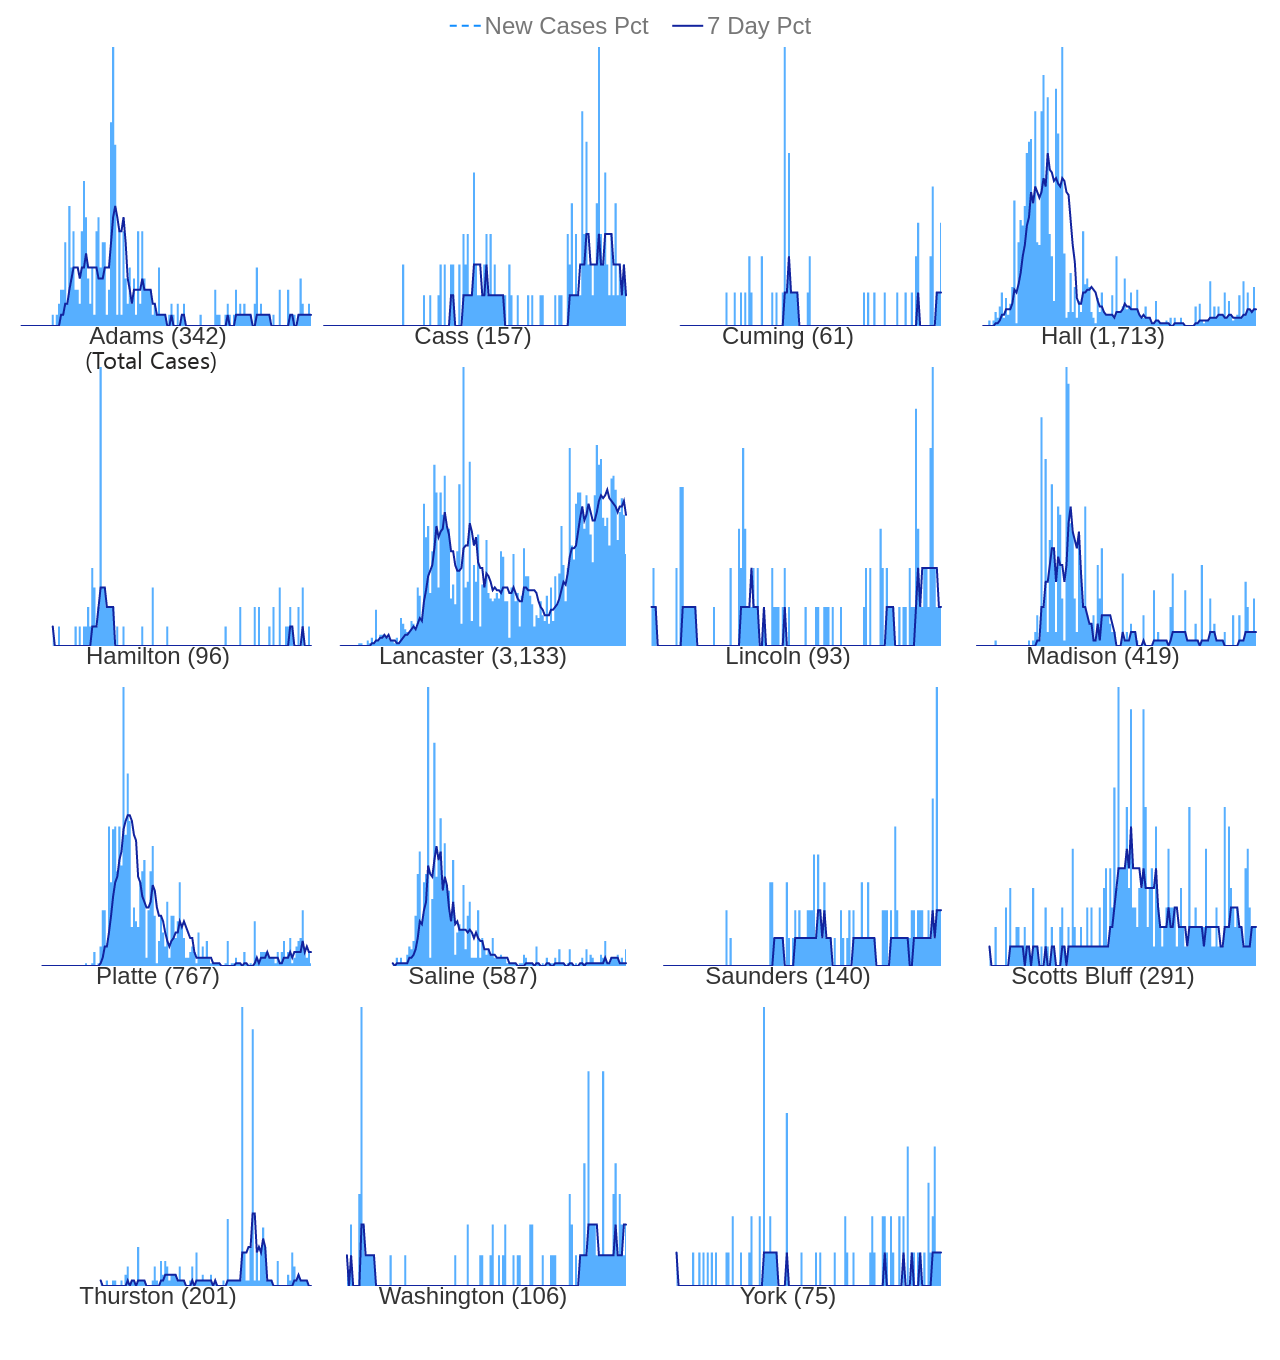 New Cases Pct 7 Day Pct
Adams (342) Cass (157) Cuming (61) Hall (1,713)
(Total Cases)
Hamilton (96) Lancaster (3,133) Lincoln (93) Madison (419)
Platte (767) Saline (587) Saunders (140) Scotts Bluff (291)
Thurston (201) Washington (106) York (75)